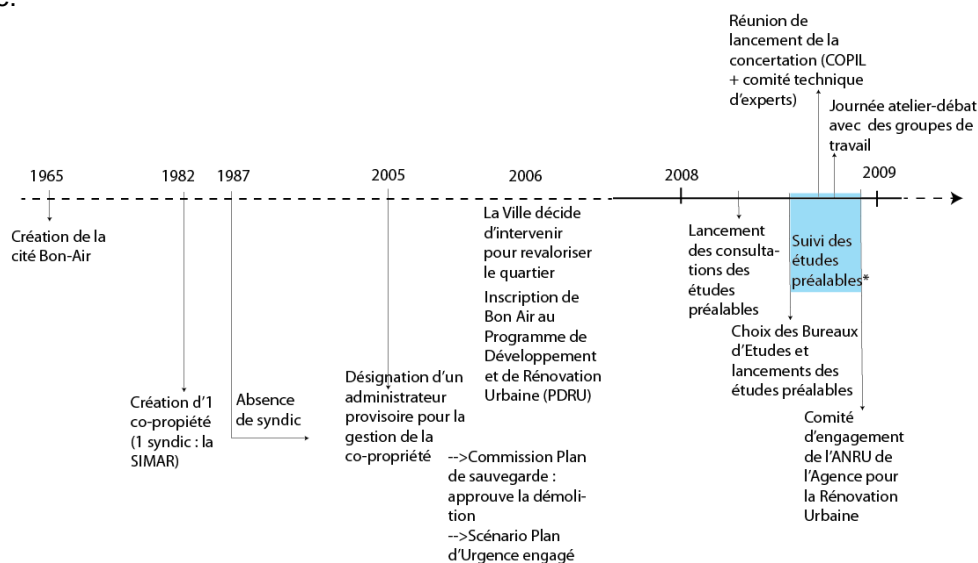 Réunion de
lancement de la
concertation (COPIL
+ comité technique
d'experts)
Journée atelier-débat
avec des groupes de
travail
1965
1982
1987
2005
2006
2008
2009
Création de la
cité Bon-Air
Création d'1
co-propiété
(1 syndic : la
SIMAR)
Absence
de syndic
Désignation d'un
administrateur
provisoire pour la
gestion de la
co-propriété
La Ville décide
d'intervenir
pour revaloriser
le quartier
Inscription de
Bon Air au
Programme de
Développement
et de Rénovation
Urbaine (PDRU)
-->Commission Plan
de sauvegarde :
approuve la démoli-
tion
-->Scénario Plan
d'Urgence engagé
Lancement
des consulta-
tions des
études
préalables
Suivi des
études
préalables*
Choix des Bureaux
d'Etudes et
lancements des
études préalables
Comité
d'engagement
de l'ANRU de
l'Agence pour
la Rénovation
Urbaine